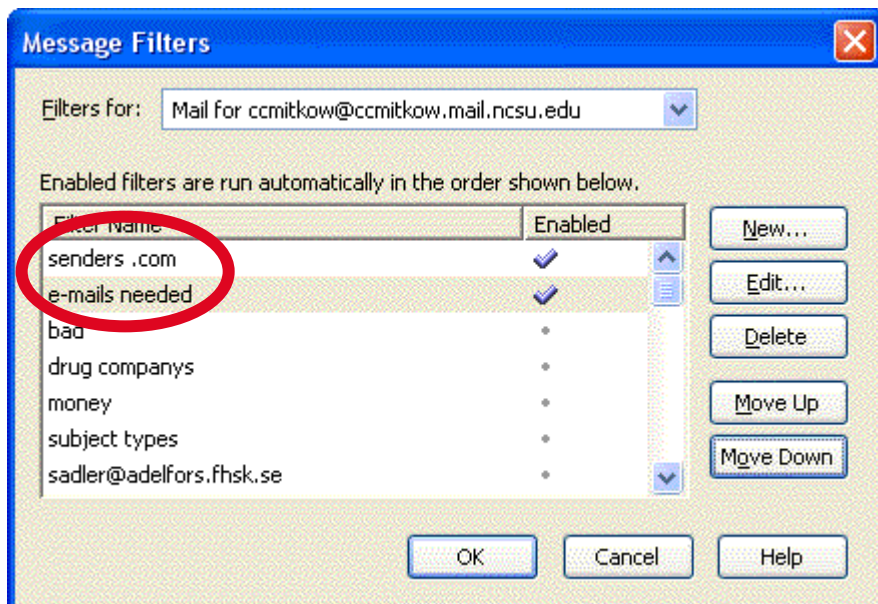 Message Filters
Filters for: Mail for ccmitkow@ccmitkow.mail.ncsu.edu
Enabled filters are run automatically in the order shown below.
Filter Name Enabled
senders .com
e-mails needed
bad
drug companys
money
subject types
sadler@adelfors.fhsk.se
New...
Edit...
Delete
Move Up
Move Down
OK Cancel Help